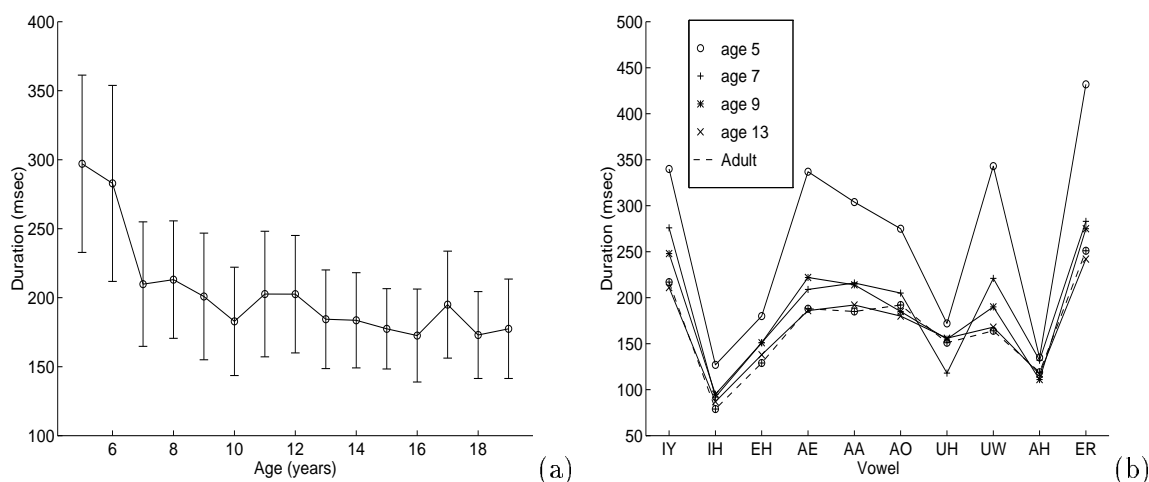 400
350
300
250
200
150
100
Duration (msec)
6 8 10 12 14 16 18
Age (years)
(a)
500
450
400
350
300
250
200
150
100
50
Duration (msec)
age 5
age 7
age 9
age 13
Adult
IY IH EH AE AA AO UH UW AH ER
Vowel
(b)